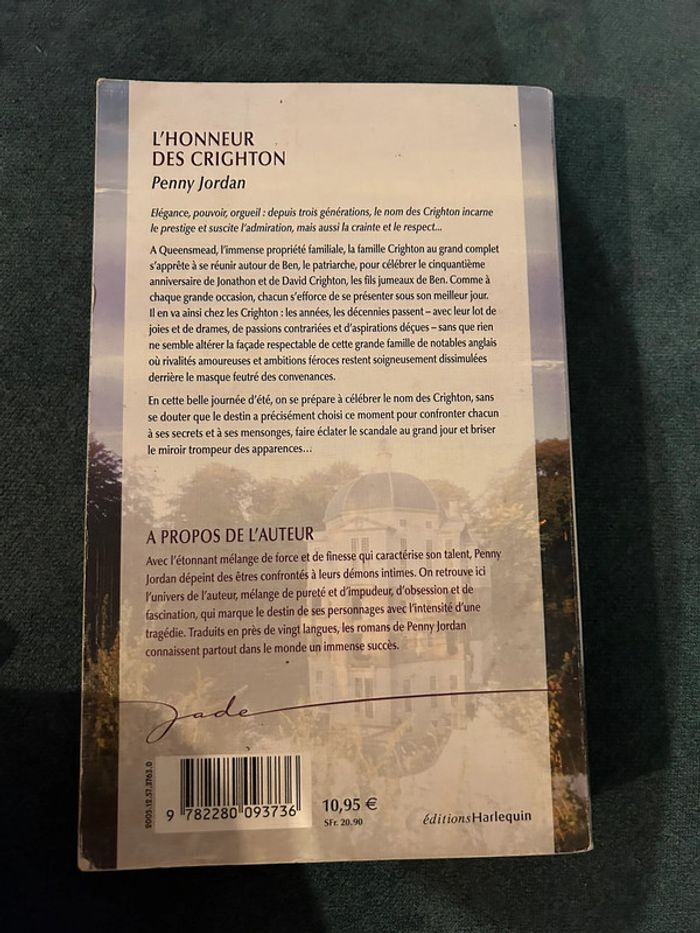 L'HONNEUR
DES CRIGHTON
Penny Jordan
Elégance, pouvoir, orgueil : depuis trois générations, le nom des Crighton incarne
le prestige et suscite l'admiration, mais aussi la crainte et le respect...
A Queensmead, l'immense propriété familiale, la famille Crighton au grand complet
s'apprête à se réunir autour de Ben, le patriarche, pour célébrer le cinquantième
anniversaire de Jonathon et de David Crighton, les fils jumeaux de Ben. Comme à
chaque grande occasion, chacun s'efforce de se présenter sous son meilleur jour.
Il en va ainsi chez les Crighton : les années, les décennies passent – avec leur lot de
joies et de drames, de passions contrariées et d'aspirations déçues – sans que rien
ne semble altérer la façade respectable de cette grande famille de notables anglais
où rivalités amoureuses et ambitions féroces restent soigneusement dissimulées
derrière le masque feutré des convenances.
En cette belle journée d'été, on se prépare à célébrer le nom des Crighton, sans
se douter que le destin a précisément choisi ce moment pour confronter chacun
à ses secrets et à ses mensonges, faire éclater le scandale au grand jour et briser
le miroir trompeur des apparences...
A PROPOS DE L'AUTEUR
Avec l'étonnant mélange de force et de finesse qui caractérise son talent, Penny
Jordan dépeint des êtres confrontés à leurs démons intimes. On retrouve ici
l'univers de l'auteur, mélange de pureté et d'impudeur, d'obsession et de
fascination, qui marque le destin de ses personnages avec l'intensité d'une
tragédie. Traduits en près de vingt langues, les romans de Penny Jordan
connaissent partout dans le monde un immense succès.
Jade
2005.12.57.3763.0
9 782280 093736
10,95 €
SFr. 20.90
éditionsHarlequin